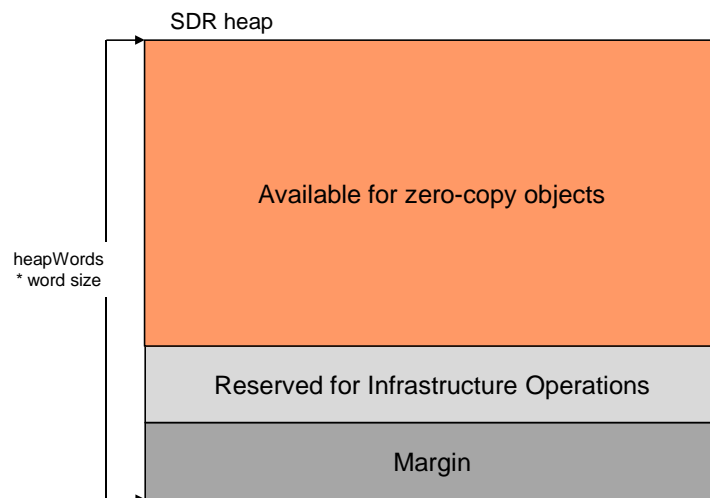 SDR heap
Available for zero-copy objects
heapWords
* word size
Reserved for Infrastructure Operations
Margin